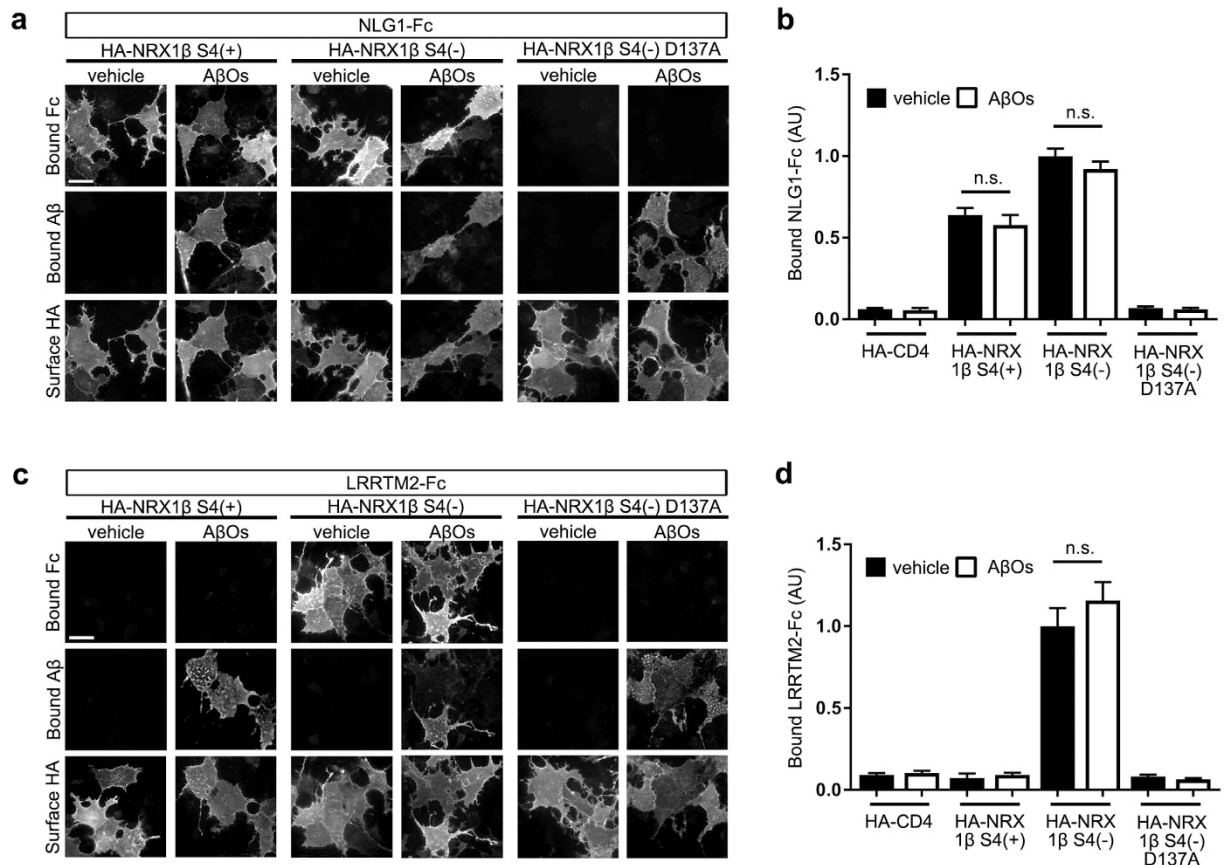 a
NLG1-Fc
HA-NRX1β S4(+) HA-NRX1β S4(-) HA-NRX1β S4(-) D137A
vehicle AβOs vehicle AβOs vehicle AβOs
Bound Fc
Bound Aβ
Surface HA
b
Bound NLG1-Fc (AU)
1.5
1.0
0.5
0.0
vehicle AβOs
n.s.
n.s.
HA-CD4
HA-NRX
1β S4(+)
HA-NRX
1β S4(-)
HA-NRX
1β S4(-)
D137A
c
LRRTM2-Fc
HA-NRX1β S4(+) HA-NRX1β S4(-) HA-NRX1β S4(-) D137A
vehicle AβOs vehicle AβOs vehicle AβOs
Bound Fc
Bound Aβ
Surface HA
d
Bound LRRTM2-Fc (AU)
1.5
1.0
0.5
0.0
vehicle AβOs
n.s.
HA-CD4
HA-NRX
1β S4(+)
HA-NRX
1β S4(-)
HA-NRX
1β S4(-)
D137A